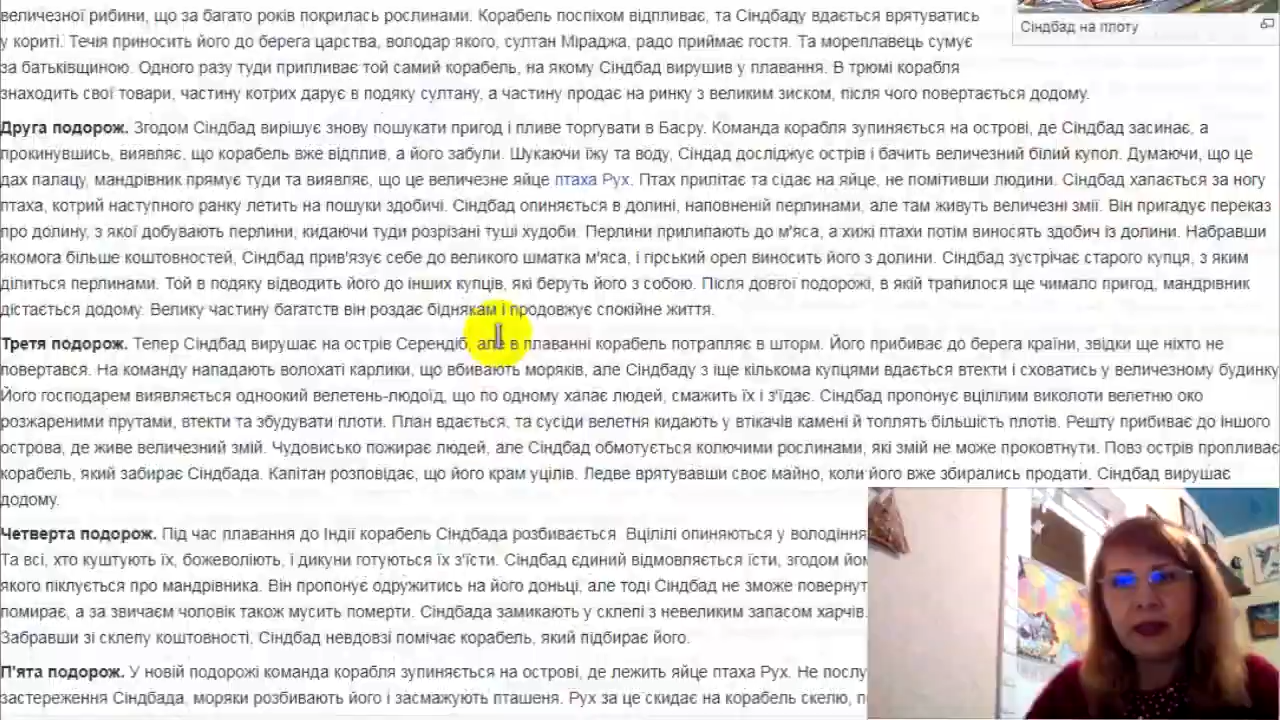 величезної рибини, що за багато років покрилась рослинами. Корабель поспіхом відпливає, та Сіндбаду вдається врятуватись
у кориті. Течія приносить його до берега царства, володар якого, султан Міраджа, радо приймає гостя. Та мореплавець сумує
за батьківщиною. Одного разу туди припливає той самий корабель, на якому Сіндбад вирушив у плавання. В трюмі корабля
знаходить свої товари, частину котрих дарує в подяку султану, а частину продає на ринку з великим зиском, після чого повертається додому.
Сіндбад на плоту
Друга подорож. Згодом Сіндбад вирішує знову пошукати пригод і пливе торгувати в Басру. Команда корабля зупиняється на острові, де Сіндбад засинає, а
прокинувшись, виявляє, що корабель вже відплив, а його забули. Шукаючи їжу та воду, Сіндад досліджує острів і бачить величезний білий купол. Думаючи, що це
дах палацу, мандрівник прямує туди та виявляє, що це величезне яйце птаха Рух. Птах прилітає та сідає на яйце, не помітивши людини. Сіндбад хапається за ногу
птаха, котрий наступного ранку летить на пошуки здобичі. Сіндбад опиняється в долині, наповненій перлинами, але там живуть величезні змії. Він пригадує переказ
про долину, з якої добувають перлини, кидаючи туди розрізані туші худоби. Перлини прилипають до м'яса, а хижі птахи потім виносять здобич із долини. Набравши
якомога більше коштовностей, Сіндбад прив'язує себе до великого шматка м'яса, і гірський орел виносить його з долини. Сіндбад зустрічає старого купця, з яким
ділиться перлинами. Той в подяку відводить його до інших купців, які беруть його з собою. Після довгої подорожі, в якій трапилося ще чимало пригод, мандрівник
дістається додому. Велику частину багатств він роздає біднякам і продовжує спокійне життя.
Третя подорож. Тепер Сіндбад вирушає на острів Серендіб, але в плаванні корабель потрапляє в шторм. Його прибиває до берега країни, звідки ще ніхто не
повертався. На команду нападають волохаті карлики, що вбивають моряків, але Сіндбаду з іще кількома купцями вдається втекти і сховатись у величезному будинку
Його господарем виявляється одноокий велетень-людоїд, що по одному хапає людей, смажить їх і з'їдає. Сіндбад пропонує вцілілим виколоти велетню око
розжареними прутами, втекти та збудувати плоти. План вдається, та сусіди велетня кидають у втікачів камені й топлять більшість плотів. Решту прибиває до іншого
острова, де живе величезний змій. Чудовисько пожирає людей, але Сіндбад обмотується колючими рослинами, які змій не може проковтнути. Повз острів пропливає
корабель, який забирає Сіндбада. Капітан розповідає, що його крам уцілів. Ледве врятувавши своє майно, коли його вже збирались продати, Сіндбад вирушає
додому.
Четверта подорож. Під час плавання до Індії корабель Сіндбада розбивається Вцілілі опиняються у володіння
Та всі, хто куштують їх, божеволіють, і дикуни готуються їх з'їсти. Сіндбад єдиний відмовляється їсти, згодом йом
якого піклується про мандрівника. Він пропонує одружитись на його доньці, але тоді Сіндбад не зможе повернут
помирає, а за звичаєм чоловік також мусить померти. Сіндбада замикають у склепі з невеликим запасом харчів.
Забравши зі склепу коштовності, Сіндбад невдовзі помічає корабель, який підбирає його.
П'ята подорож. У новій подорожі команда корабля зупиняється на острові, де лежить яйце птаха Рух. Не послу
застереження Сіндбада, моряки розбивають його і засмажують пташеня. Рух за це скидає на корабель скелю, п